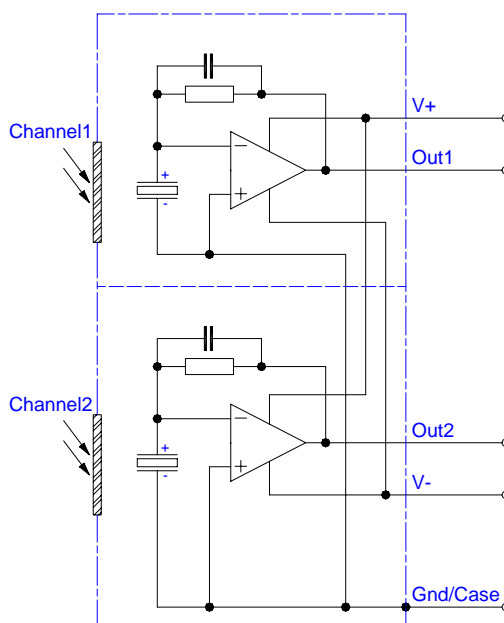 V+
Channel1
Out1
−
+
+
-
Channel2
Out2
−
+
+
-
V-
Gnd/Case